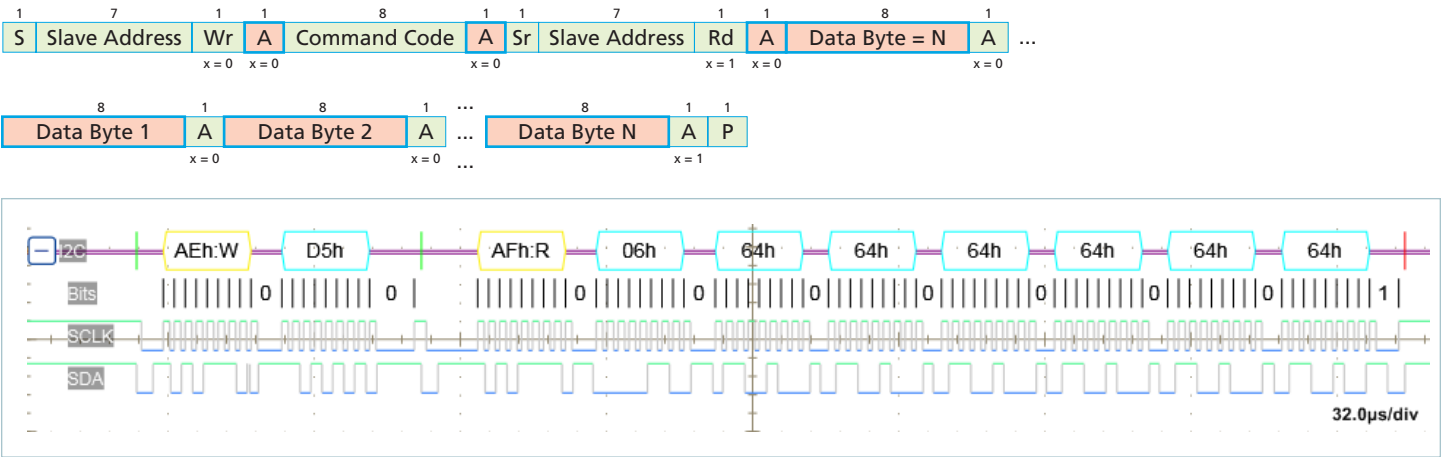 1 7 1 1 8 1 1 7 1 1 8 1
S Slave Address Wr A Command Code A Sr Slave Address Rd A Data Byte = N A ...
x = 0 x = 0 x = 0 x = 1 x = 0 x = 0
8 1 8 1 ... 8 1 1
Data Byte 1 A Data Byte 2 A ... Data Byte N A P
x = 0 x = 0 ... x = 1
I2C AEh:W D5h AFh:R 06h 64h 64h 64h 64h 64h 64h
Bits 0 0 0 0 0 0 0 0 0 1
SCLK
SDA
32.0µs/div